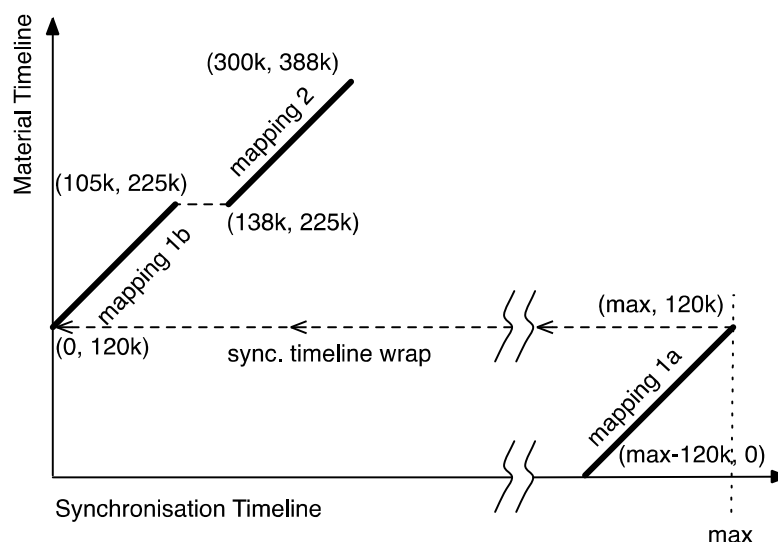 Material Timeline
(300k, 388k)
mapping 2
(105k, 225k)
(138k, 225k)
mapping 1b
(0, 120k)
sync. timeline wrap
(max, 120k)
mapping 1a
(max-120k, 0)
Synchronisation Timeline
max